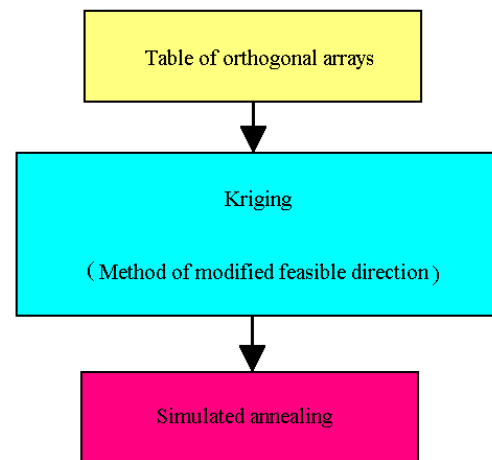 Table of orthogonal arrays
Kriging
(Method of modified feasible direction)
Simulated annealing